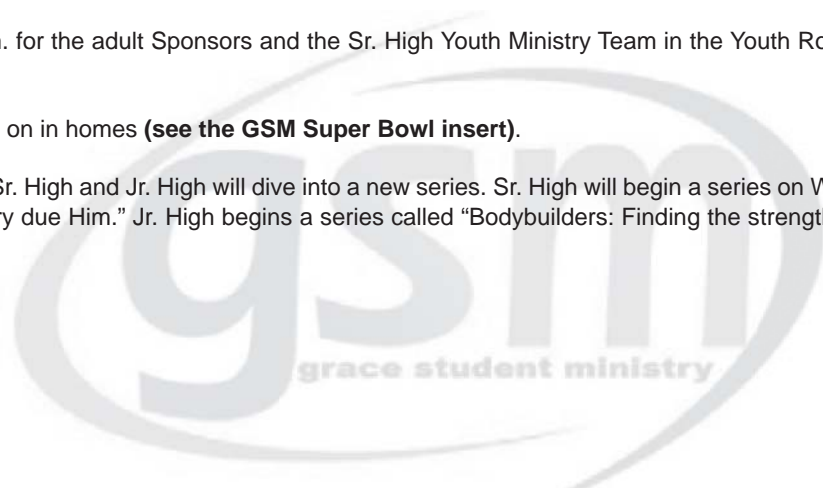 . for the adult Sponsors and the Sr. High Youth Ministry Team in the Youth
on in homes (see the GSM Super Bowl insert).
Sr. High and Jr. High will dive into a new series. Sr. High will begin a series on
due Him.” Jr. High begins a series called “Bodybuilders: Finding the
gsm
grace student ministry